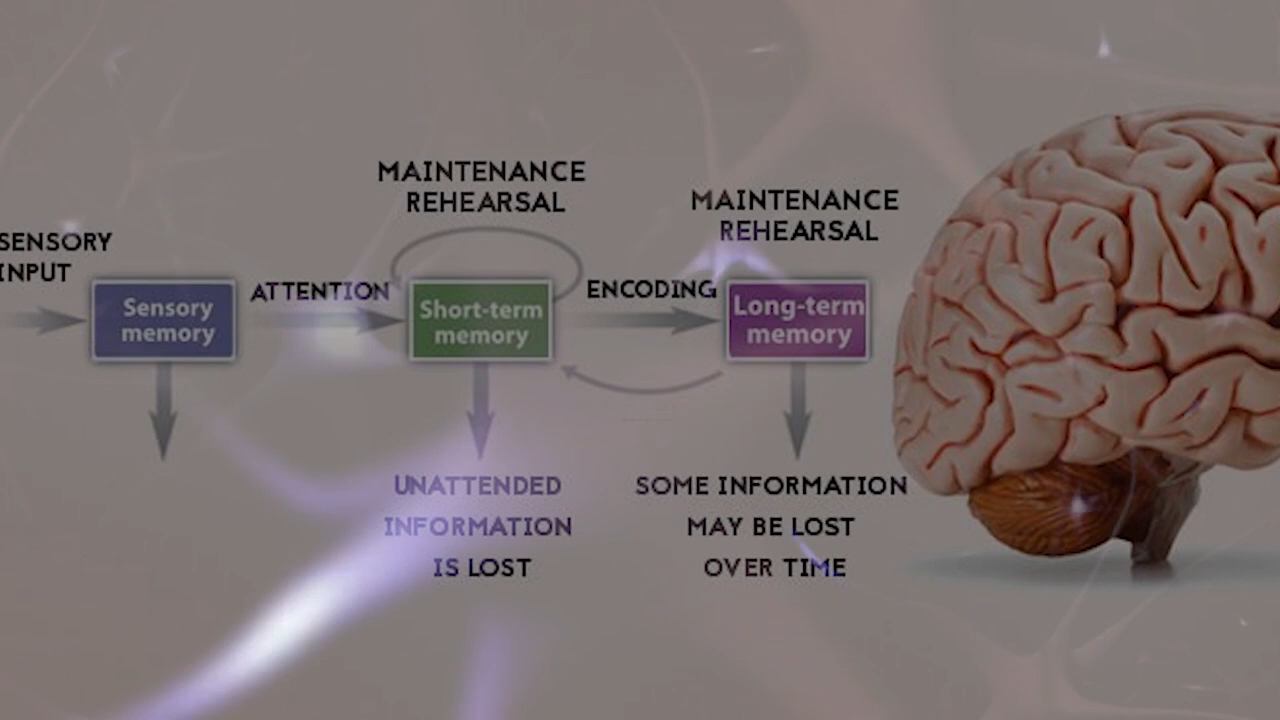 MAINTENANCE
REHEARSAL
MAINTENANCE
REHEARSAL
SENSORY
INPUT
ATTENTION
ENCODING
Sensory
memory
Short-term
memory
Long-term
memory
UNATTENDED
INFORMATION
IS LOST
SOME INFORMATION
MAY BE LOST
OVER TIME